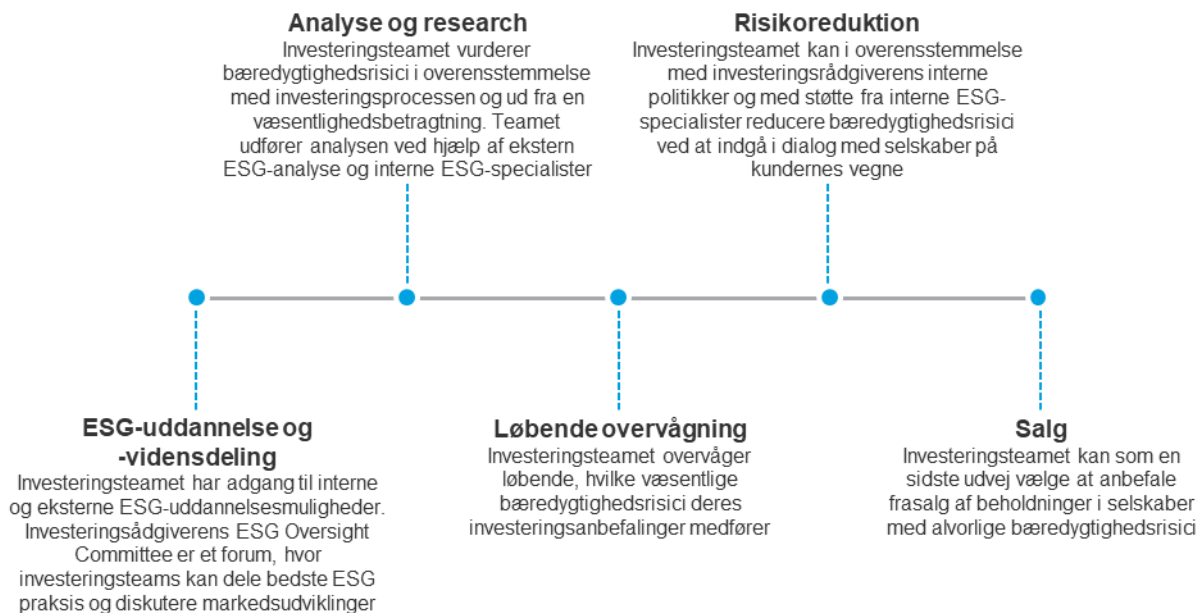 Analyse og research
Investeringsteamet vurderer
bæredygtighedsrisici i overensstemmelse
med investeringsprocessen og ud fra en
væsentlighedsbetragtning. Teamet
udfører analysen ved hjælp af ekstern
ESG-analyse og interne ESG-specialister
Risikoreduktion
Investeringsteamet kan i overensstemmelse
med investeringsrådgiverens interne
politikker og med støtte fra interne ESG-
specialister reducere bæredygtighedsrisici
ved at indgå i dialog med selskaber på
kundernes vegne
ESG-uddannelse og
-vidensdeling
Investeringsteamet har adgang til interne
og eksterne ESG-uddannelsesmuligheder.
Investeringsådgiverens ESG Oversight
Committee er et forum, hvor
investeringsteams kan dele bedste ESG
praksis og diskutere markedsudviklinger
Løbende overvågning
Investeringsteamet overvåger
løbende, hvilke væsentlige
bæredygtighedsrisici deres
investeringsanbefalinger medfører
Salg
Investeringsteamet kan som en
sidste udvej vælge at anbefale
frasalg af beholdninger i selskaber
med alvorlige bæredygtighedsrisici